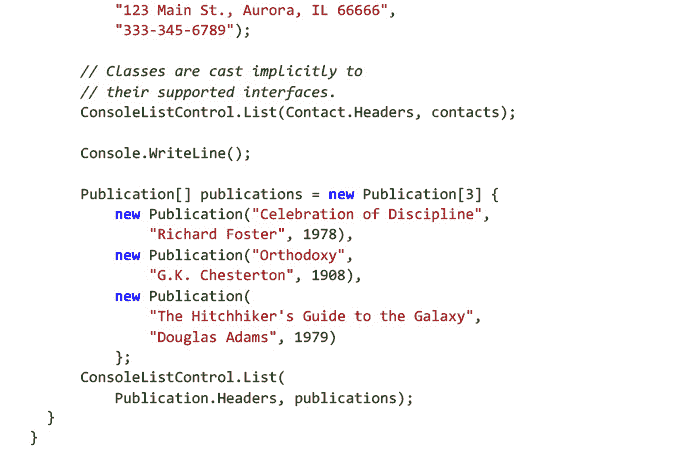 "123 Main St., Aurora, IL 66666",
"333-345-6789");
// Classes are cast implicitly to
// their supported interfaces.
ConsoleListControl.List(Contact.Headers, contacts);
Console.WriteLine();
Publication[] publications = new Publication[3] {
new Publication("Celebration of Discipline",
"Richard Foster", 1978),
new Publication("Orthodoxy",
"G.K. Chesterton", 1908),
new Publication(
"The Hitchhiker's Guide to the Galaxy",
"Douglas Adams", 1979)
};
ConsoleListControl.List(
Publication.Headers, publications);
}
}